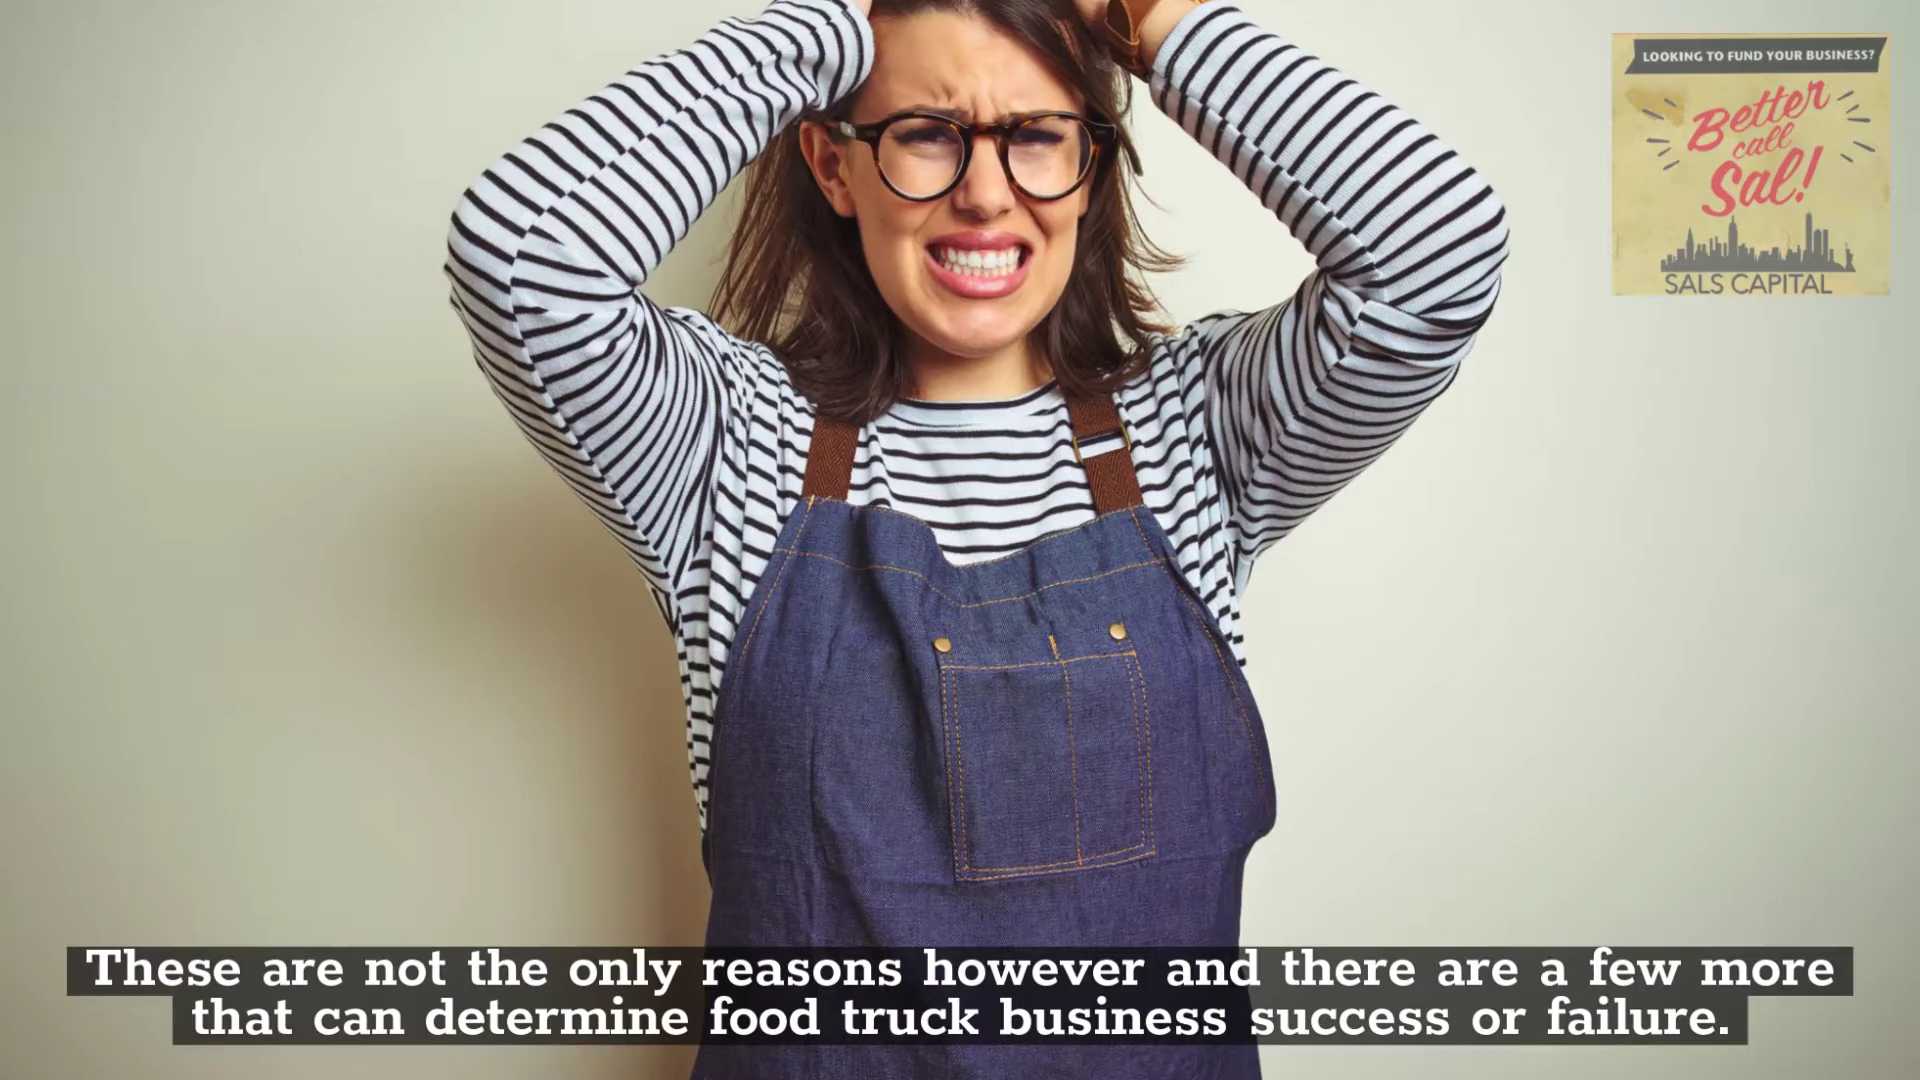 LOOKING TO FUND YOUR BUSINESS?
Better
call
Sal!
SALS CAPITAL
These are not the only reasons however and there are a few more
that can determine food truck business success or failure.